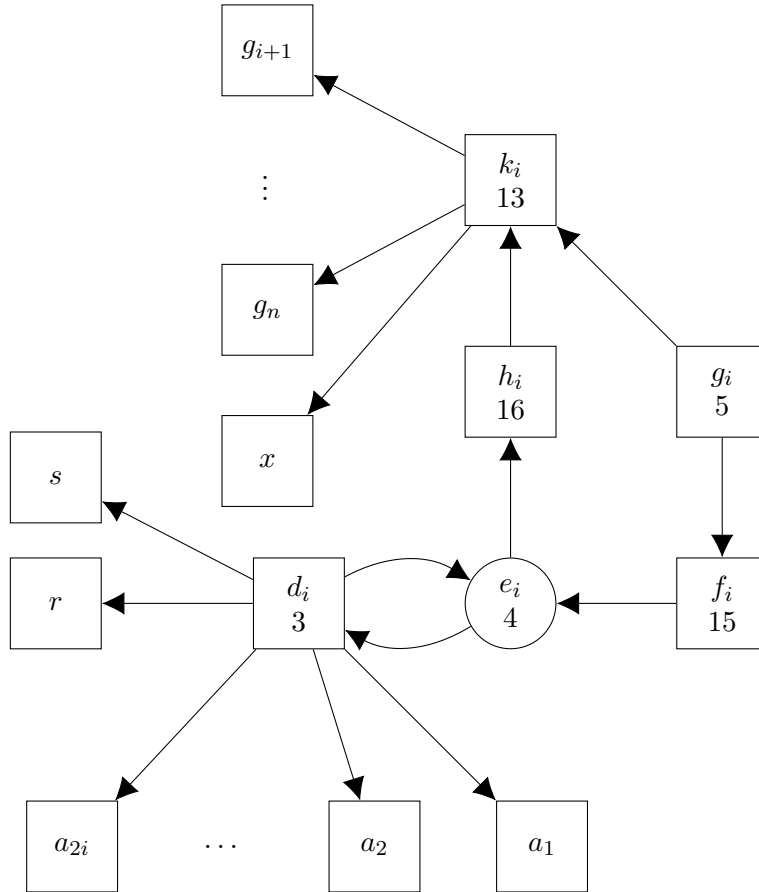 g_{i+1}
k_i
13
⋮
g_n
h_i
16
g_i
5
x
s
r
d_i
3
e_i
4
f_i
15
a_{2i}
...
a_2
a_1